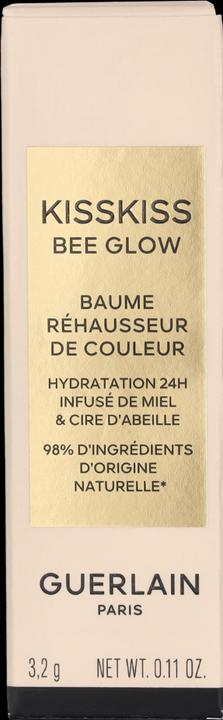 KISSKISS
BEE GLOW
BAUME
RÉHAUSSEUR
DE COULEUR
HYDRATATION 24H
INFUSÉ DE MIEL
& CIRE D'ABEILLE
98% D'INGRÉDIENTS
D'ORIGINE
NATURELLE*
GUERLAIN
PARIS
3,2 g NET WT. 0.11 OZ.